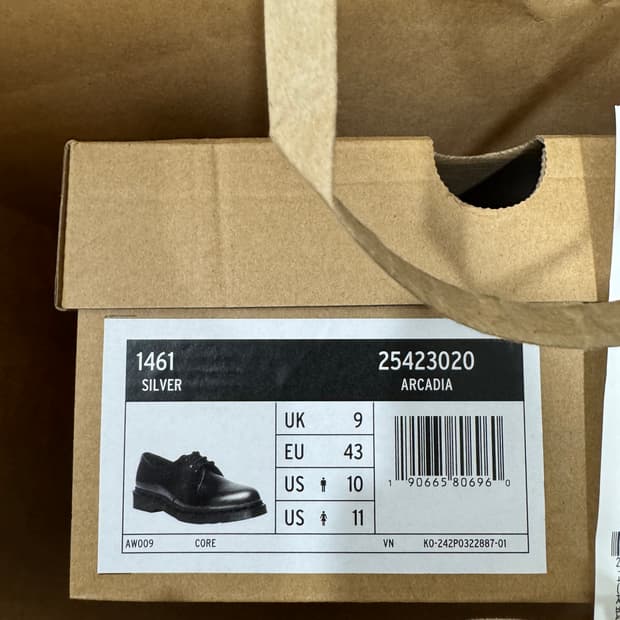 1461 25423020
SILVER ARCADIA
UK 9
EU 43
US 10
US 11
1 90665 80696 0
AW009 CORE VN K0-242P0322887-01